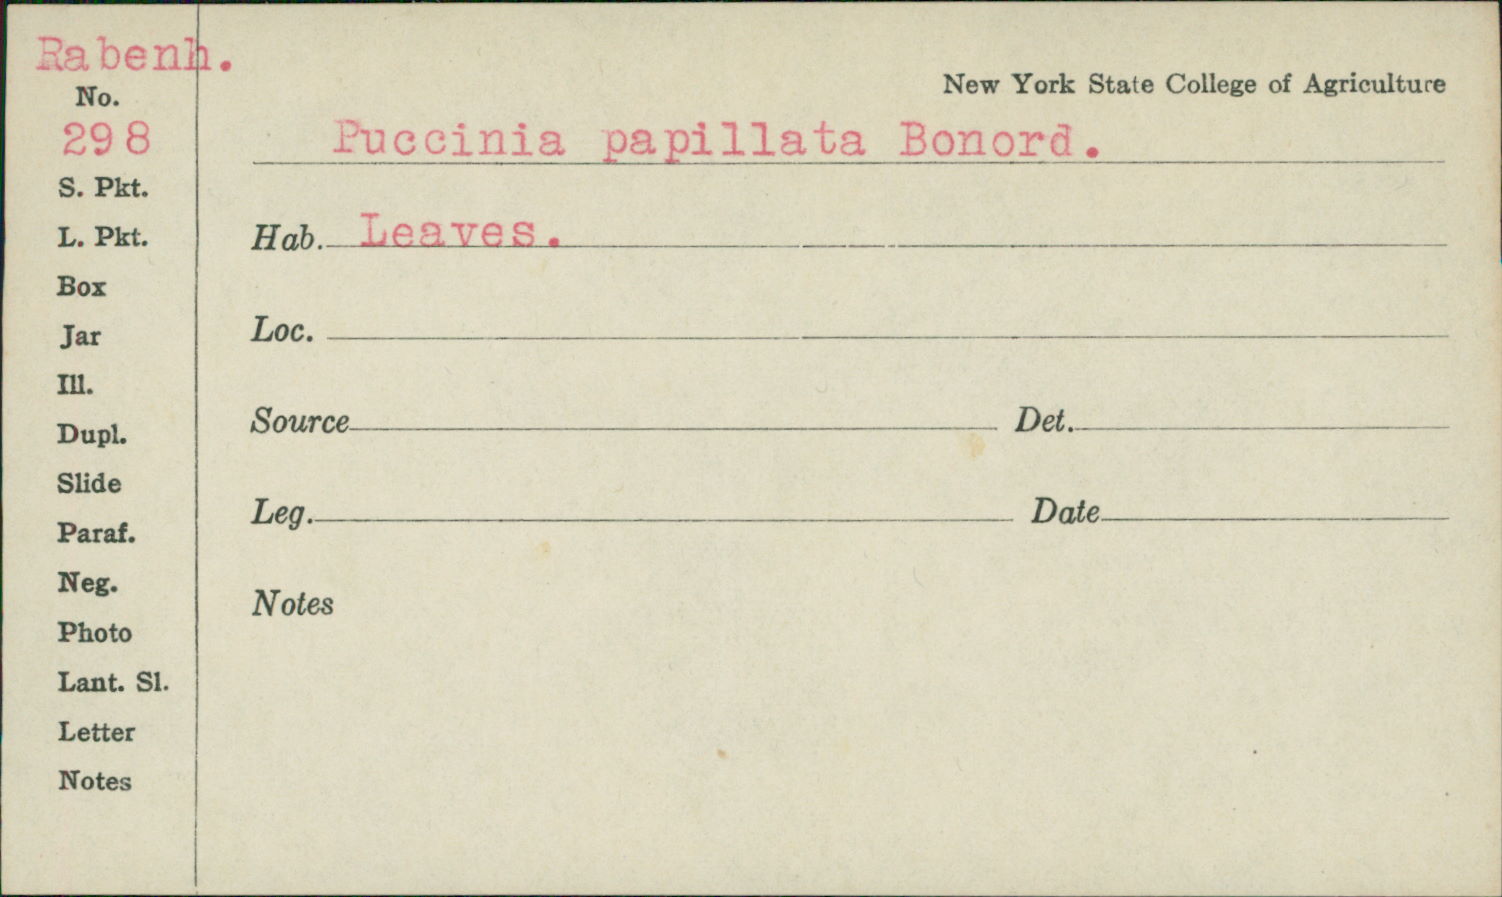 Rabenh.
No.
298
S. Pkt.
L. Pkt.
Box
Jar
Ill.
Dupl.
Slide
Paraf.
Neg.
Photo
Lant. Sl.
Letter
Notes
New York State College of Agriculture
Puccinia papillata Bonord.
Hab. Leaves.
Loc.
Source Det.
Leg. Date
Notes